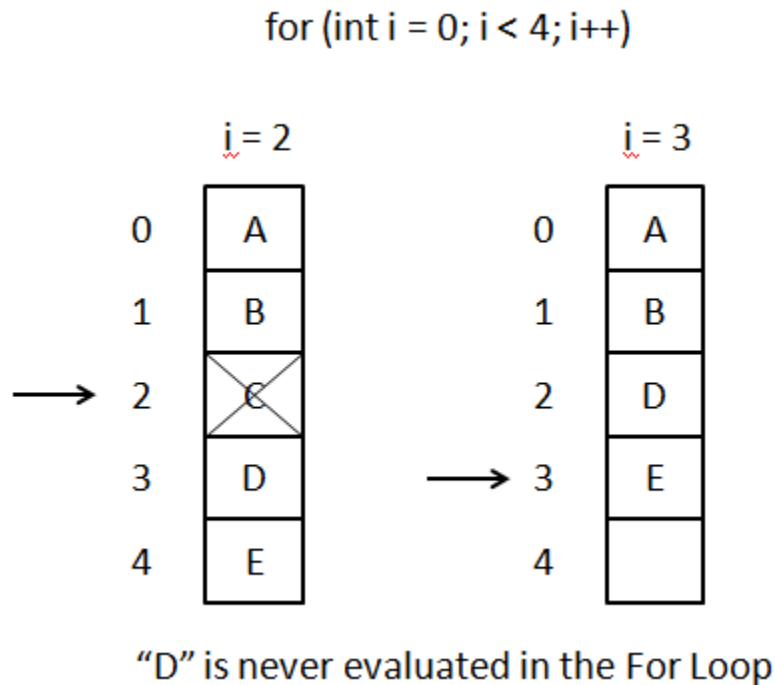 for (int i = 0; i < 4; i++)
i = 2
i = 3
0 A
0 A
1 B
1 B
2 C
2 D
3 D
3 E
4 E
4
“D” is never evaluated in the For Loop